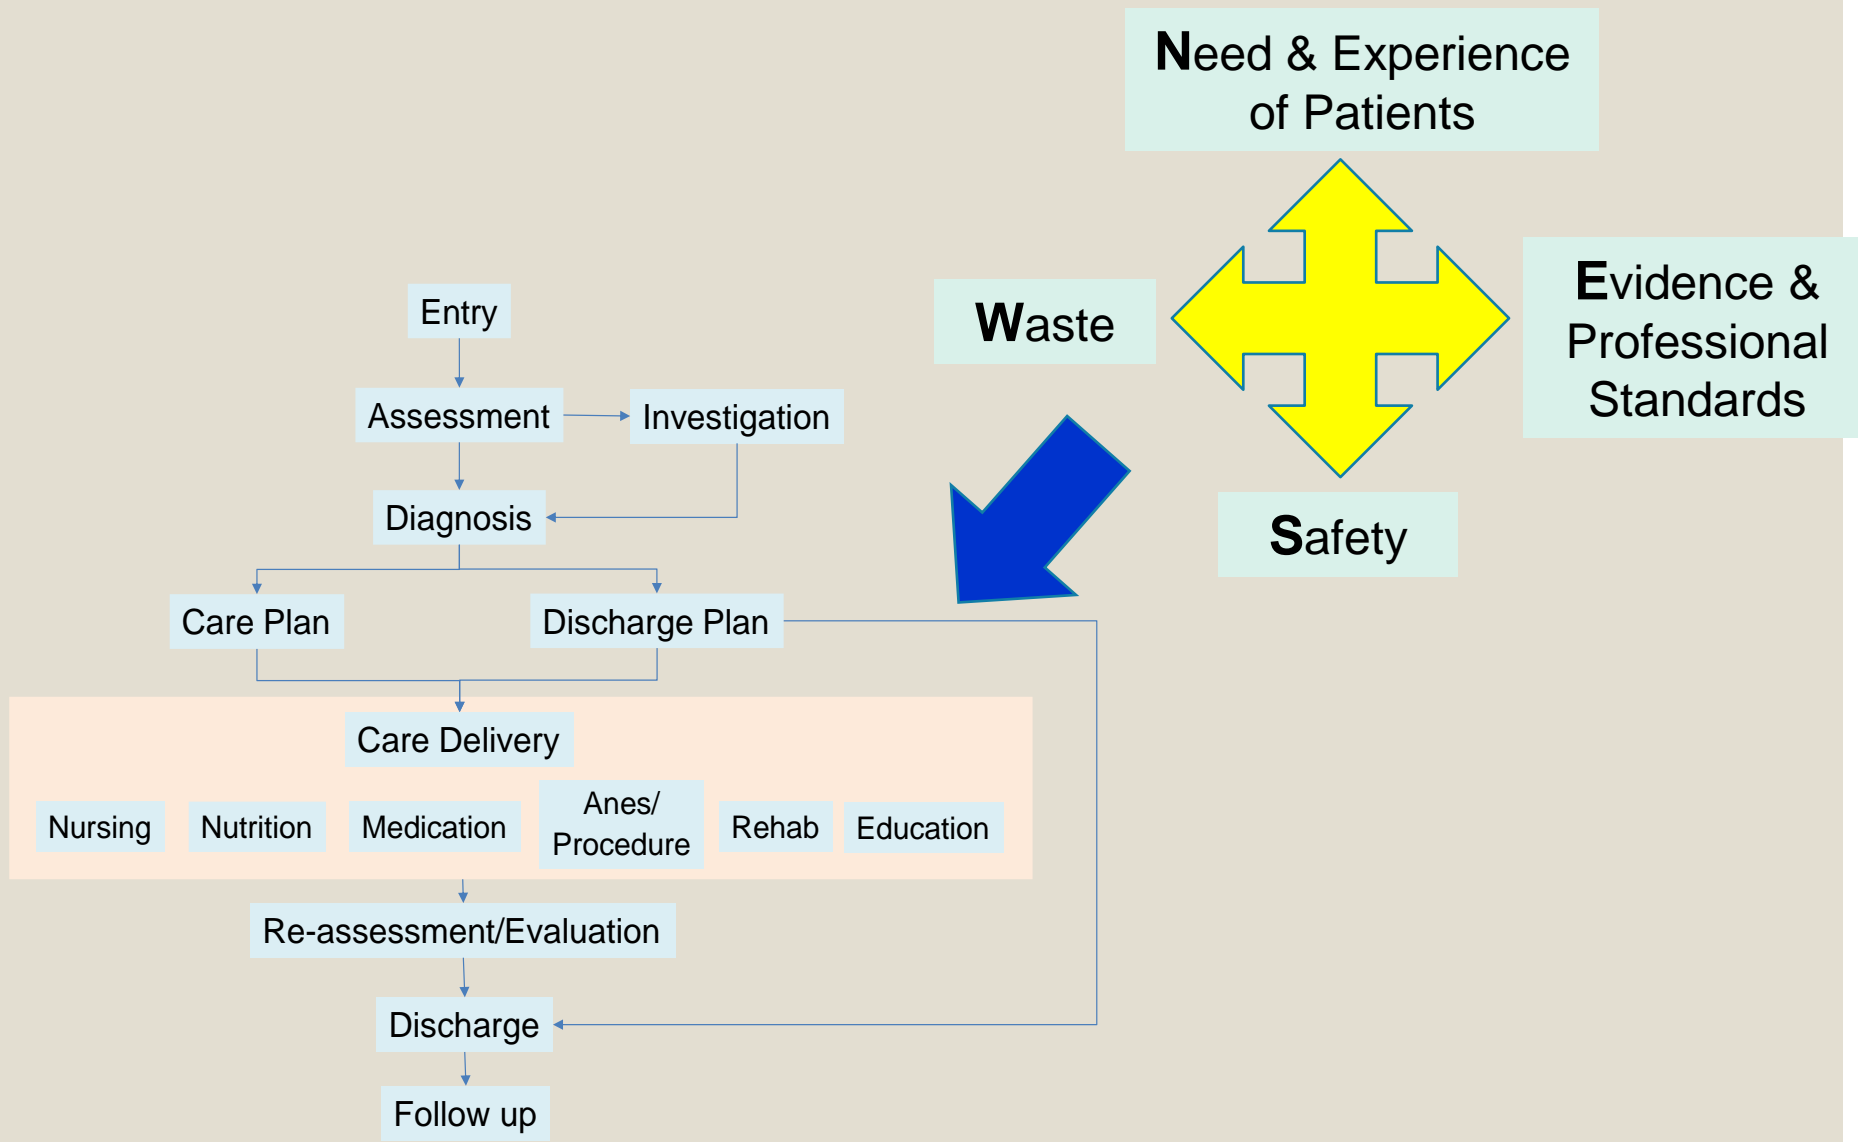 Need & Experience
of Patients
Waste
Evidence &
Professional
Standards
Safety
Entry
Assessment
Investigation
Diagnosis
Care Plan
Discharge Plan
Care Delivery
Nursing
Nutrition
Medication
Anes/
Procedure
Rehab
Education
Re-assessment/Evaluation
Discharge
Follow up